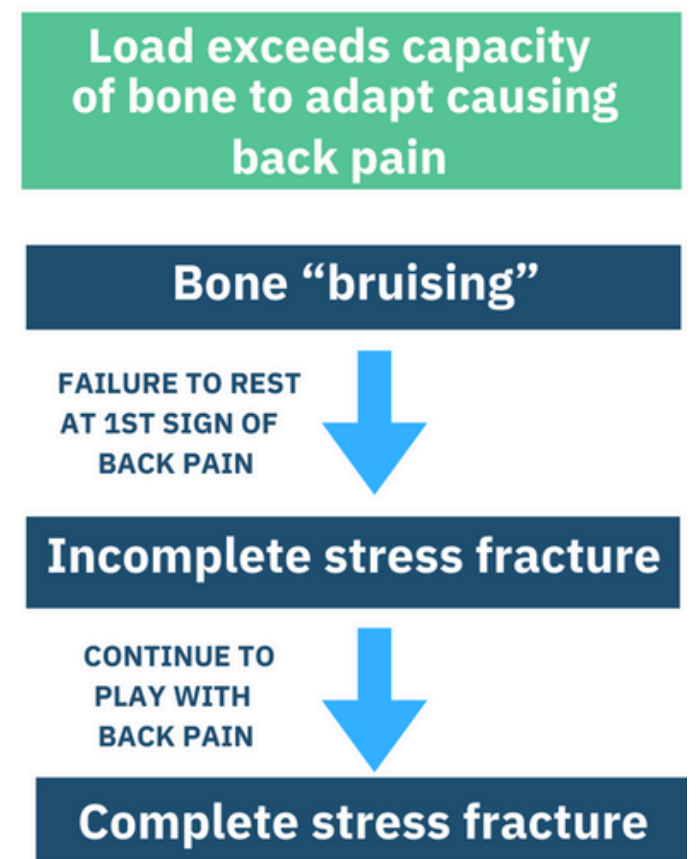 Load exceeds capacity
of bone to adapt causing
back pain
Bone “bruising”
FAILURE TO REST
AT 1ST SIGN OF
BACK PAIN
Incomplete stress fracture
CONTINUE TO
PLAY WITH
BACK PAIN
Complete stress fracture